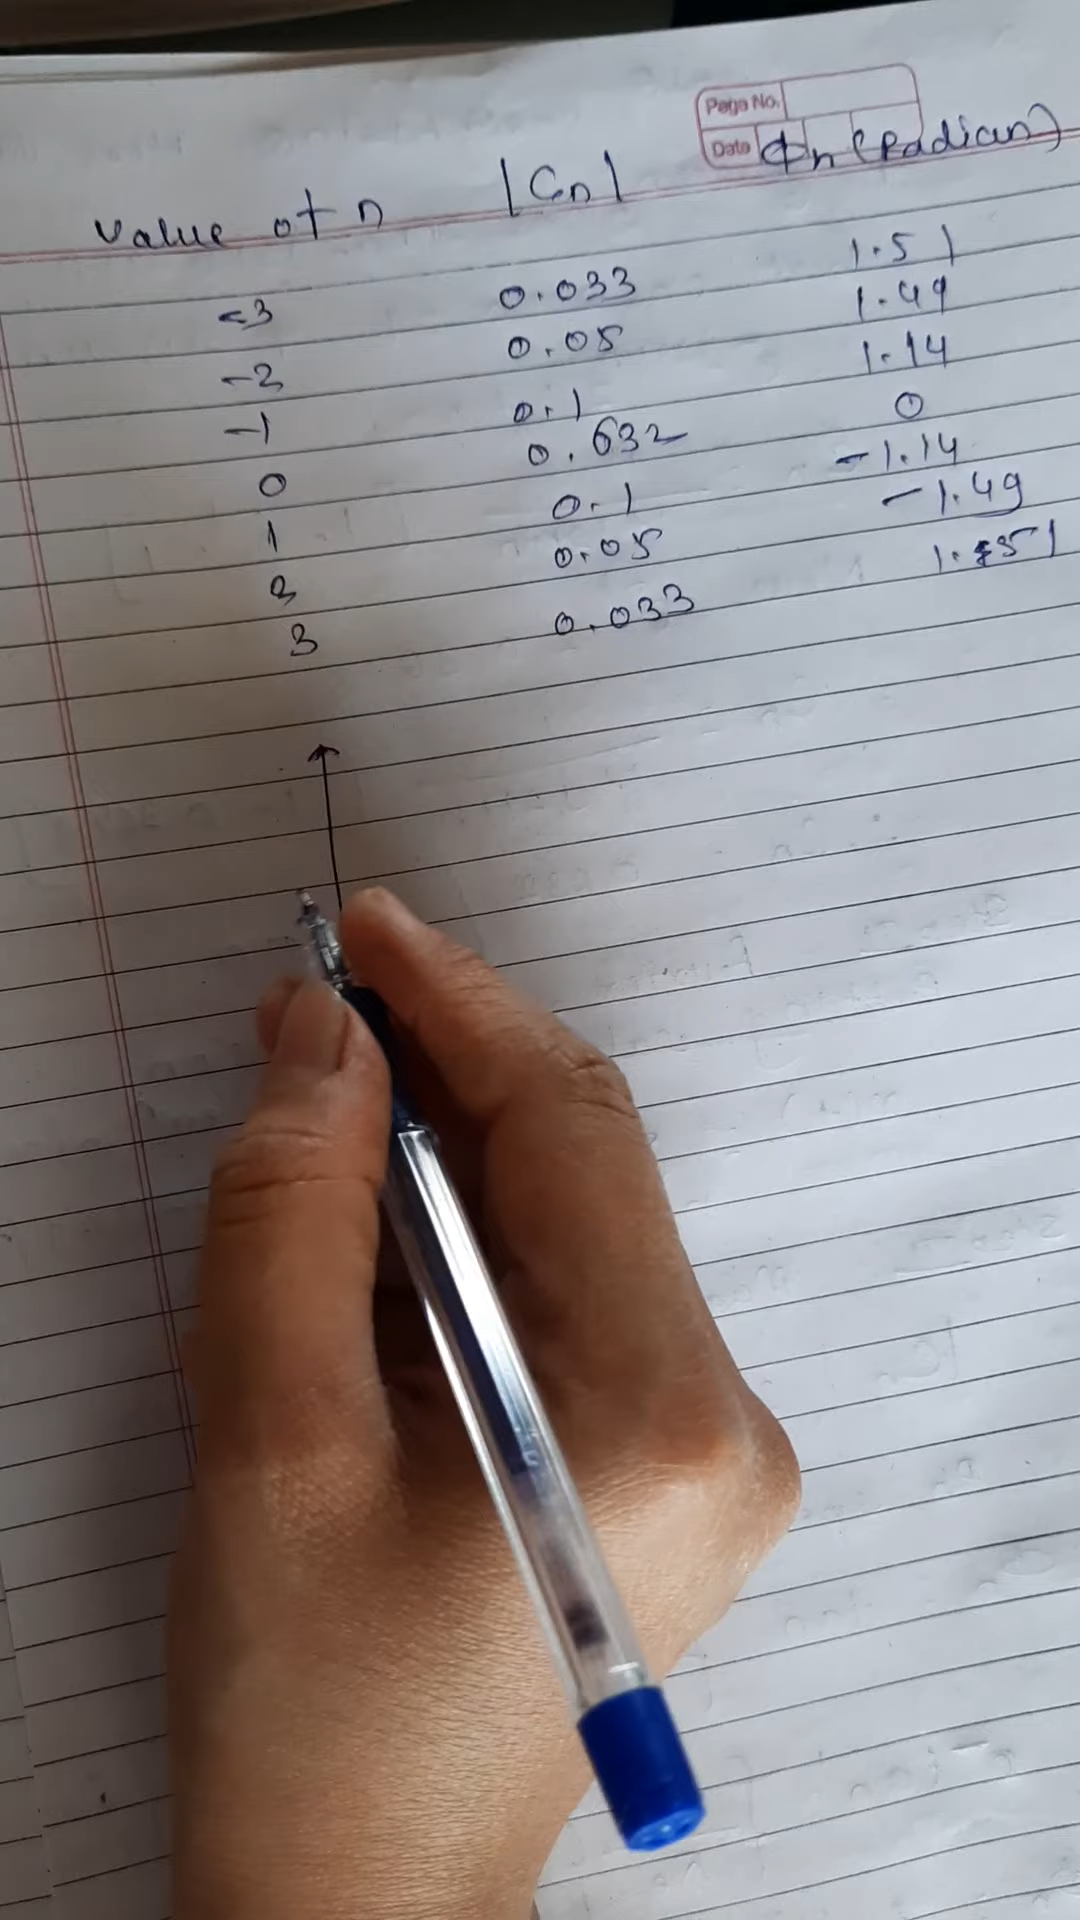 Page No.
Date
Value of n |Cn| Φn (Radian)
-3 0.033 1.51
-2 0.05 1.49
-1 0.1 1.14
0 0.632 0
1 0.1 -1.14
2 0.05 -1.49
3 0.033 1.51